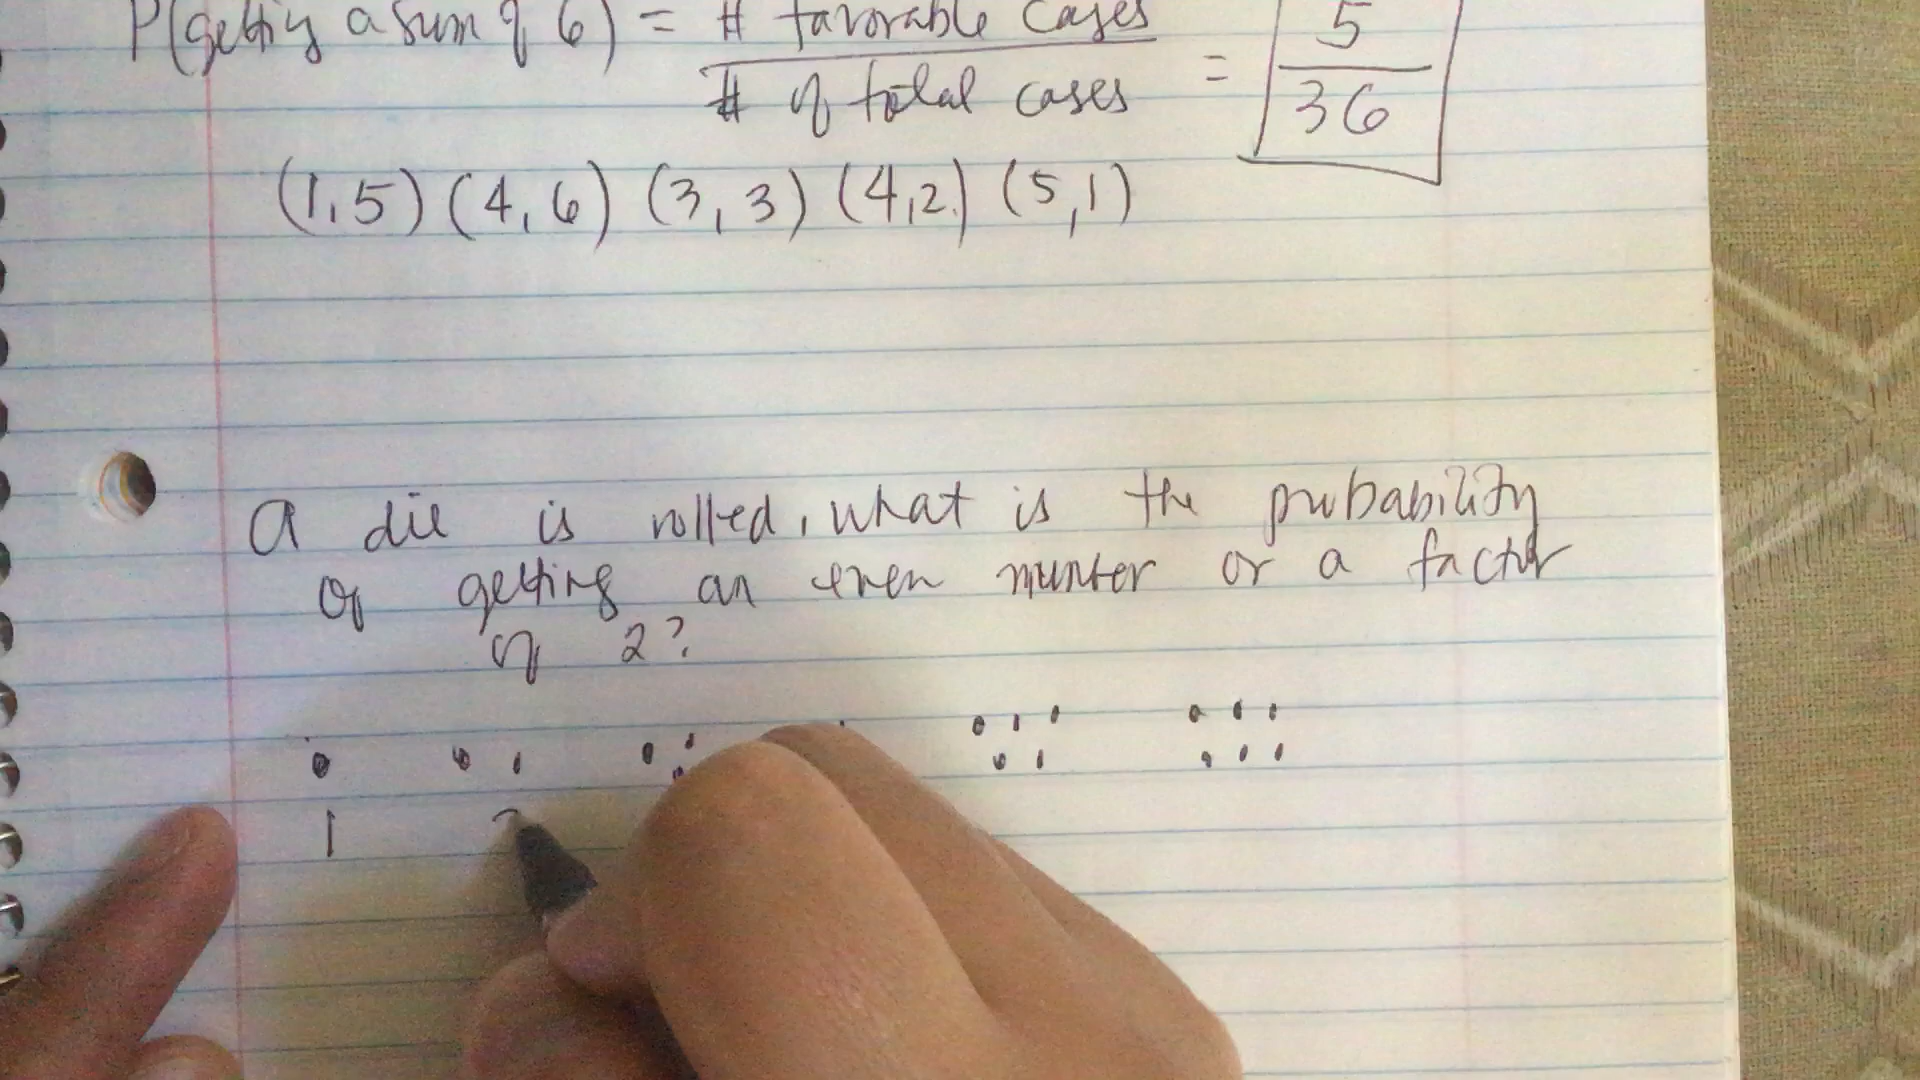 P(getting a sum of 6) = # favorable cases / # of total cases = 5/36
(1,5) (4,6) (3,3) (4,2) (5,1)
A die is rolled, what is the probability
of getting an even number or a factor
of 2?
1 2